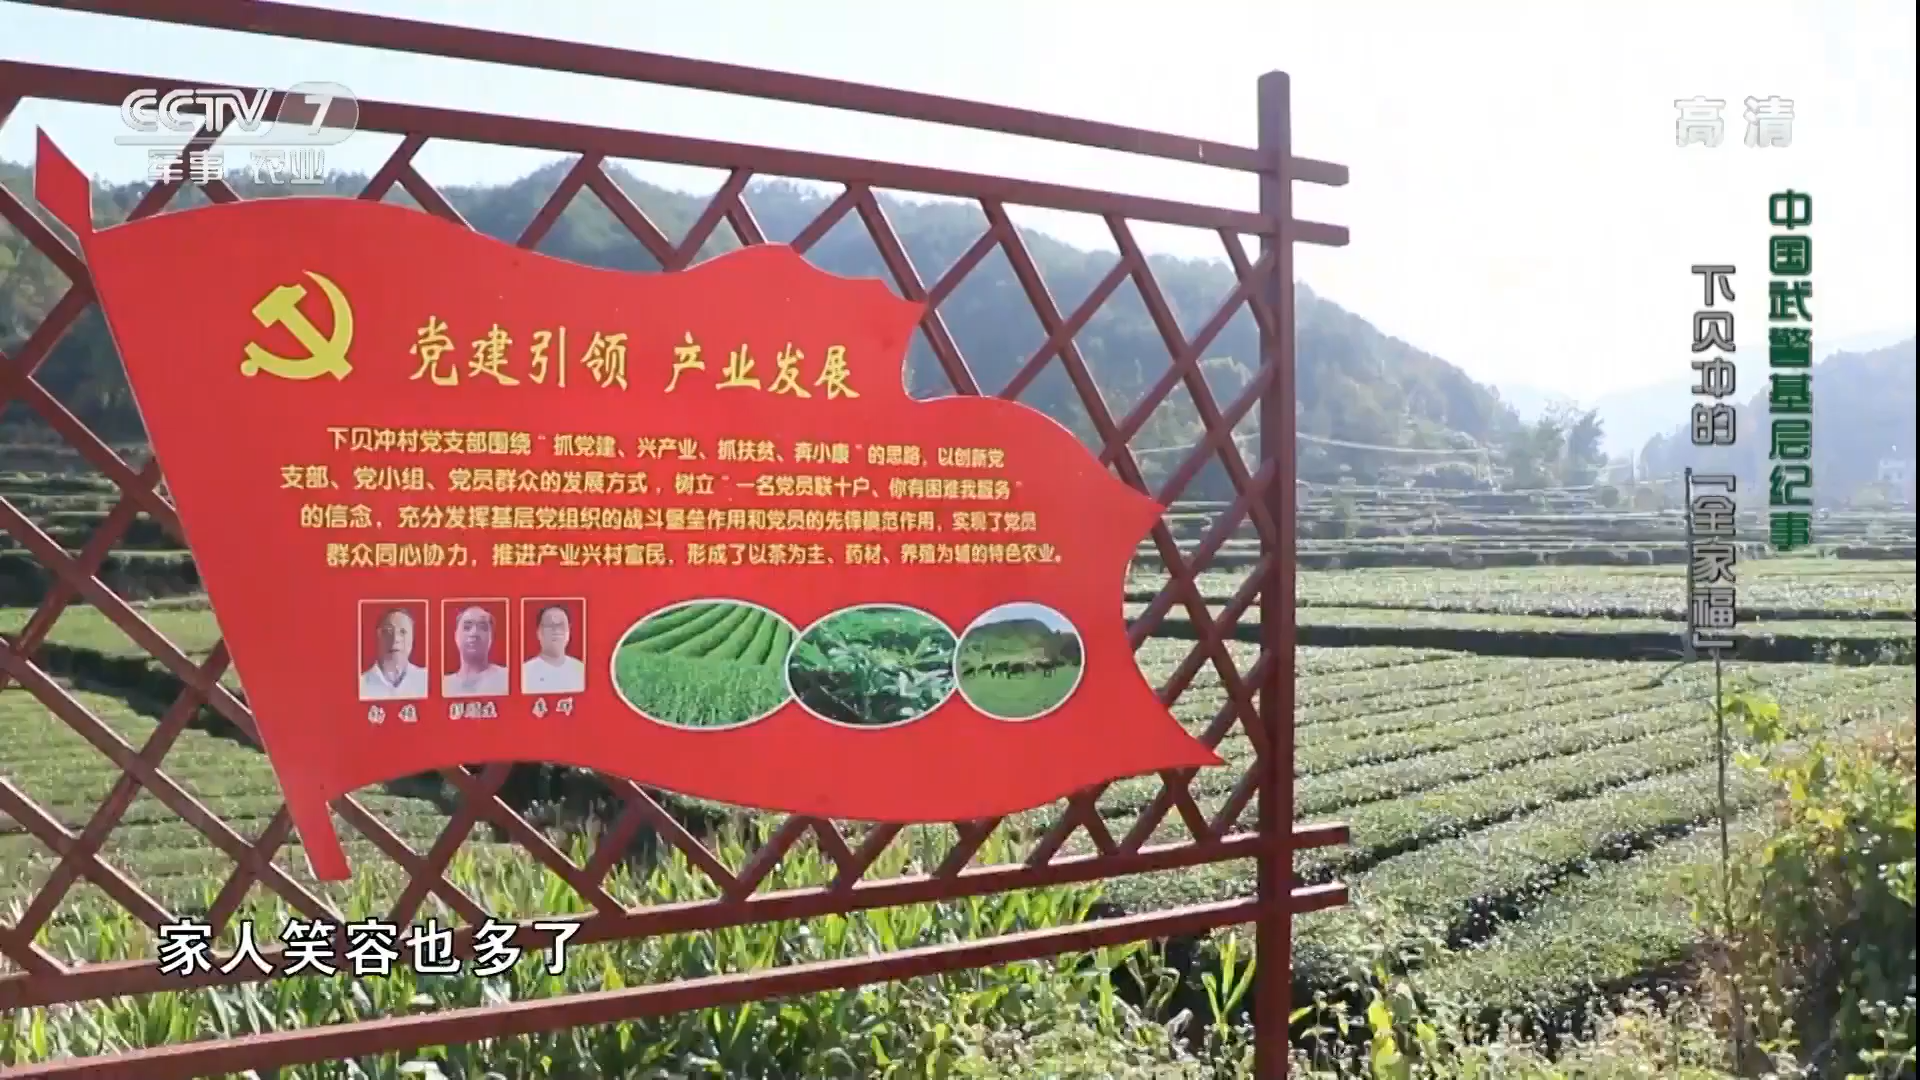 CCTV 7
军事 农业
高清
中国武警基层纪事
下贝冲的「全家福」
党建引领 产业发展
下贝冲村党支部围绕“抓党建、兴产业、抓扶贫、奔小康”的思路，以创新党
支部、党小组、党员群众的发展方式，树立“一名党员联十户、你有困难我服务”
的信念，充分发挥基层党组织的战斗堡垒作用和党员的先锋模范作用，实现了党员
群众同心协力，推进产业兴村富民，形成了以茶为主、药材、养殖为辅的特色农业。
家人笑容也多了